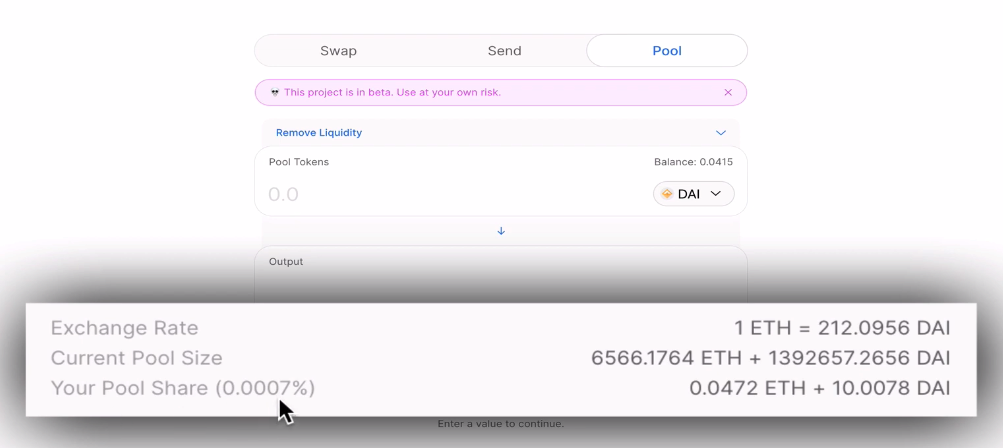 Swap Send Pool
This project is in beta. Use at your own risk.
Remove Liquidity
Pool Tokens Balance: 0.0415
0.0 DAI
Output
Exchange Rate 1 ETH = 212.0956 DAI
Current Pool Size 6566.1764 ETH + 1392657.2656 DAI
Your Pool Share (0.0007%) 0.0472 ETH + 10.0078 DAI
Enter a value to continue.